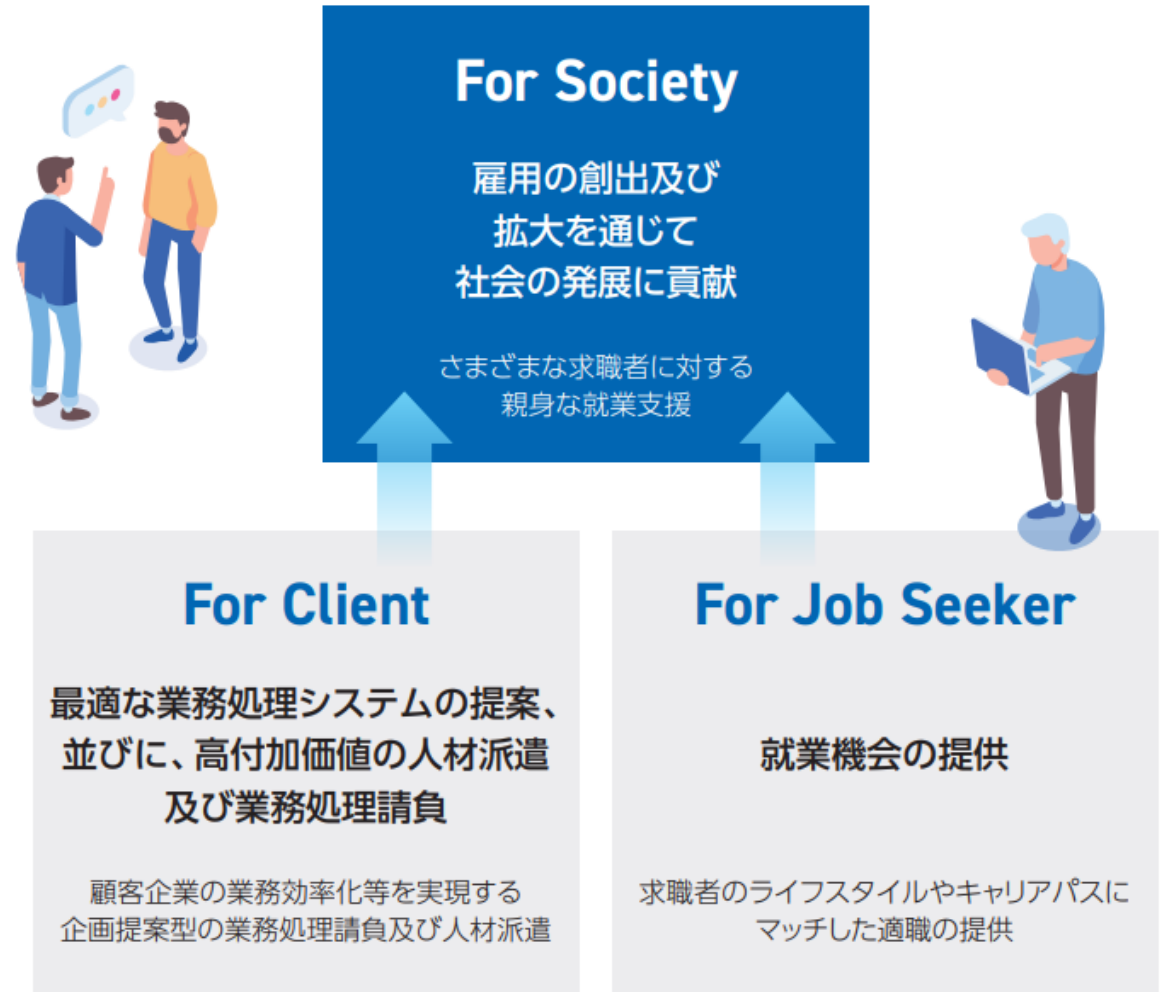 For Society
雇用の創出及び
拡大を通じて
社会の発展に貢献
さまざまな求職者に対する
親身な就業支援
For Client
最適な業務処理システムの提案、
並びに、高付加価値の人材派遣
及び業務処理請負
顧客企業の業務効率化等を実現する
企画提案型の業務処理請負及び人材派遣
For Job Seeker
就業機会の提供
求職者のライフスタイルやキャリアパスに
マッチした適職の提供